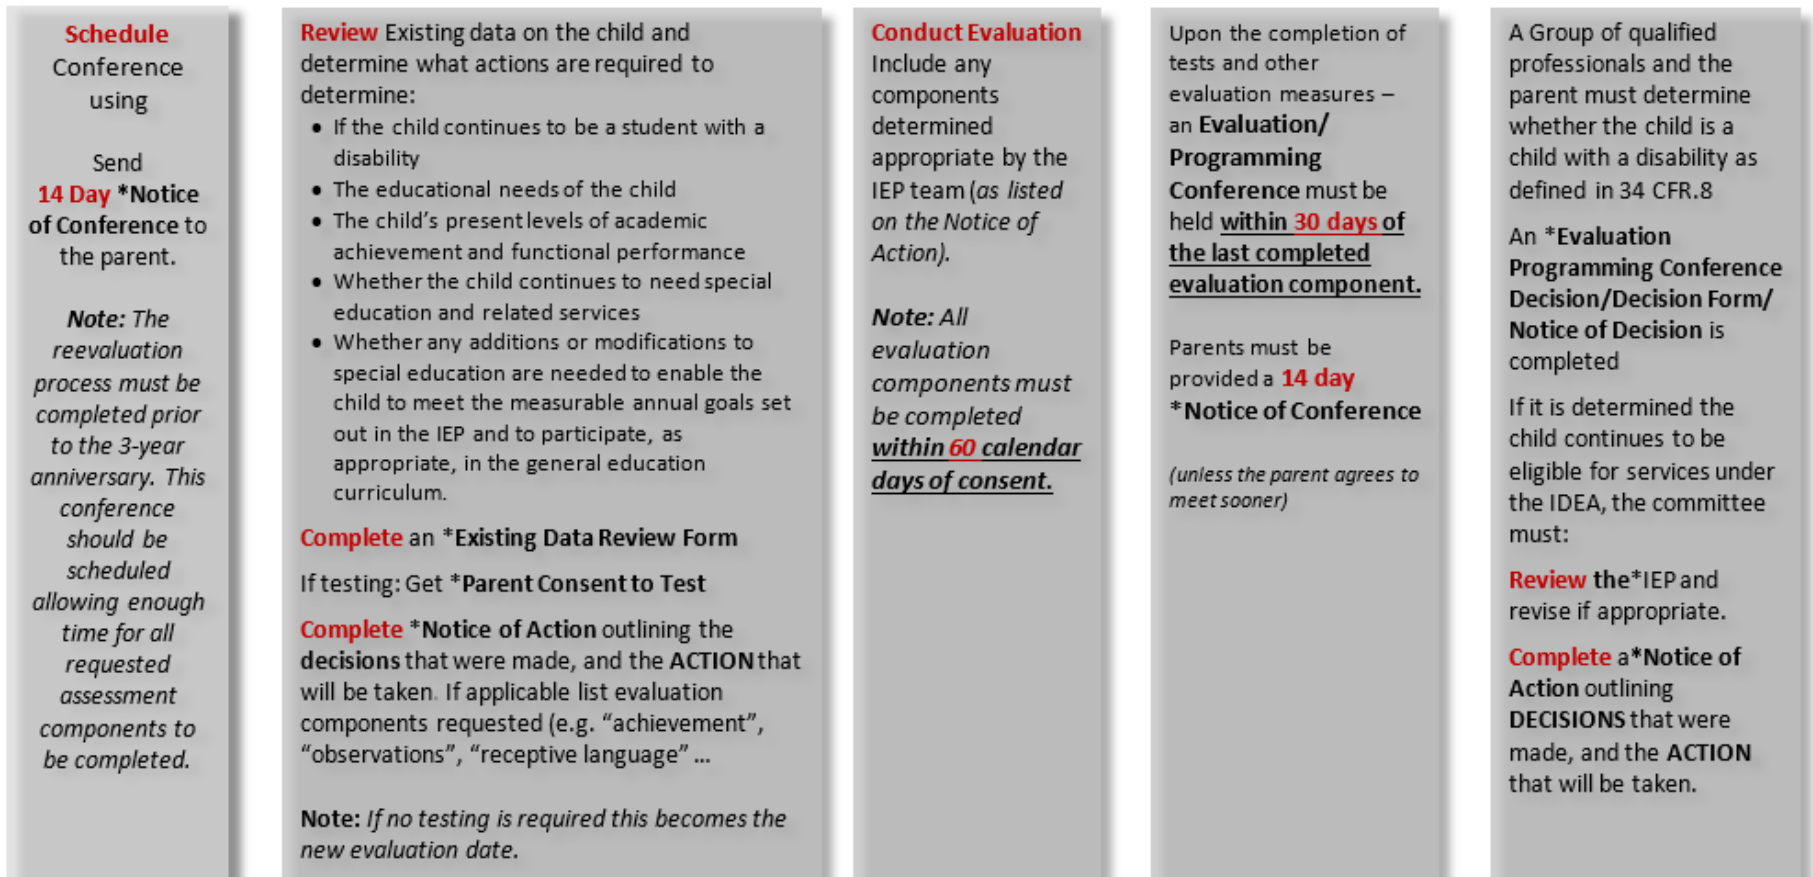 Schedule
Conference
using
Send
14 Day *Notice
of Conference to
the parent.
Note: The
reevaluation
process must be
completed prior
to the 3-year
anniversary. This
conference
should be
scheduled
allowing enough
time for all
requested
assessment
components to
be completed.
Review Existing data on the child and
determine what actions are required to
determine:
• If the child continues to be a student with a
disability
• The educational needs of the child
• The child's present levels of academic
achievement and functional performance
• Whether the child continues to need special
education and related services
• Whether any additions or modifications to
special education are needed to enable the
child to meet the measurable annual goals set
out in the IEP and to participate, as
appropriate, in the general education
curriculum.
Complete an *Existing Data Review Form
If testing: Get *Parent Consent to Test
Complete *Notice of Action outlining the
decisions that were made, and the ACTION that
will be taken. If applicable list evaluation
components requested (e.g. “achievement”,
“observations”, “receptive language” ...
Note: If no testing is required this becomes the
new evaluation date.
Conduct Evaluation
Include any
components
determined
appropriate by the
IEP team (as listed
on the Notice of
Action).
Note: All
evaluation
components must
be completed
within 60 calendar
days of consent.
Upon the completion of
tests and other
evaluation measures –
an Evaluation/
Programming
Conference must be
held within 30 days of
the last completed
evaluation component.
Parents must be
provided a 14 day
*Notice of Conference
(unless the parent agrees to
meet sooner)
A Group of qualified
professionals and the
parent must determine
whether the child is a
child with a disability as
defined in 34 CFR.8
An *Evaluation
Programming Conference
Decision/Decision Form/
Notice of Decision is
completed
If it is determined the
child continues to be
eligible for services under
the IDEA, the committee
must:
Review the*IEP and
revise if appropriate.
Complete a*Notice of
Action outlining
DECISIONS that were
made, and the ACTION
that will be taken.